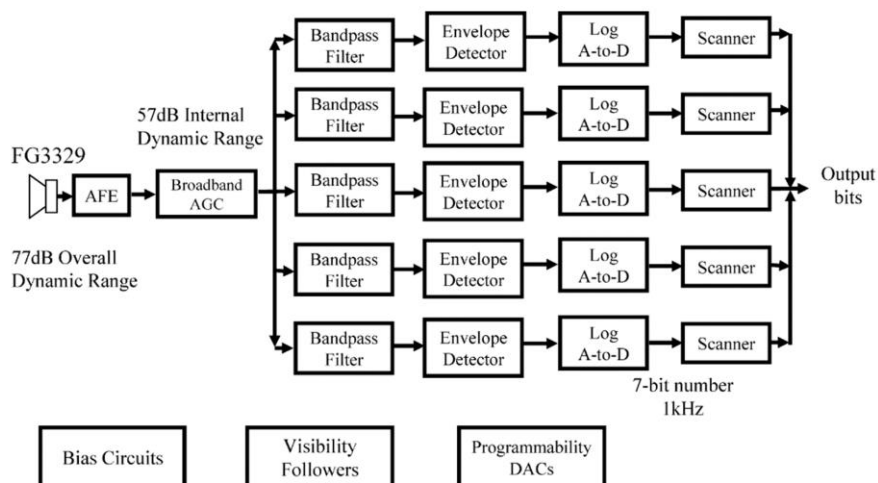 Bandpass
Filter
Envelope
Detector
Log
A-to-D
Scanner
57dB Internal
Dynamic Range
Bandpass
Filter
Envelope
Detector
Log
A-to-D
Scanner
FG3329
AFE
Broadband
AGC
Bandpass
Filter
Envelope
Detector
Log
A-to-D
Scanner
Output
bits
77dB Overall
Dynamic Range
Bandpass
Filter
Envelope
Detector
Log
A-to-D
Scanner
Bandpass
Filter
Envelope
Detector
Log
A-to-D
Scanner
7-bit number
1kHz
Bias Circuits
Visibility
Followers
Programmability
DACs